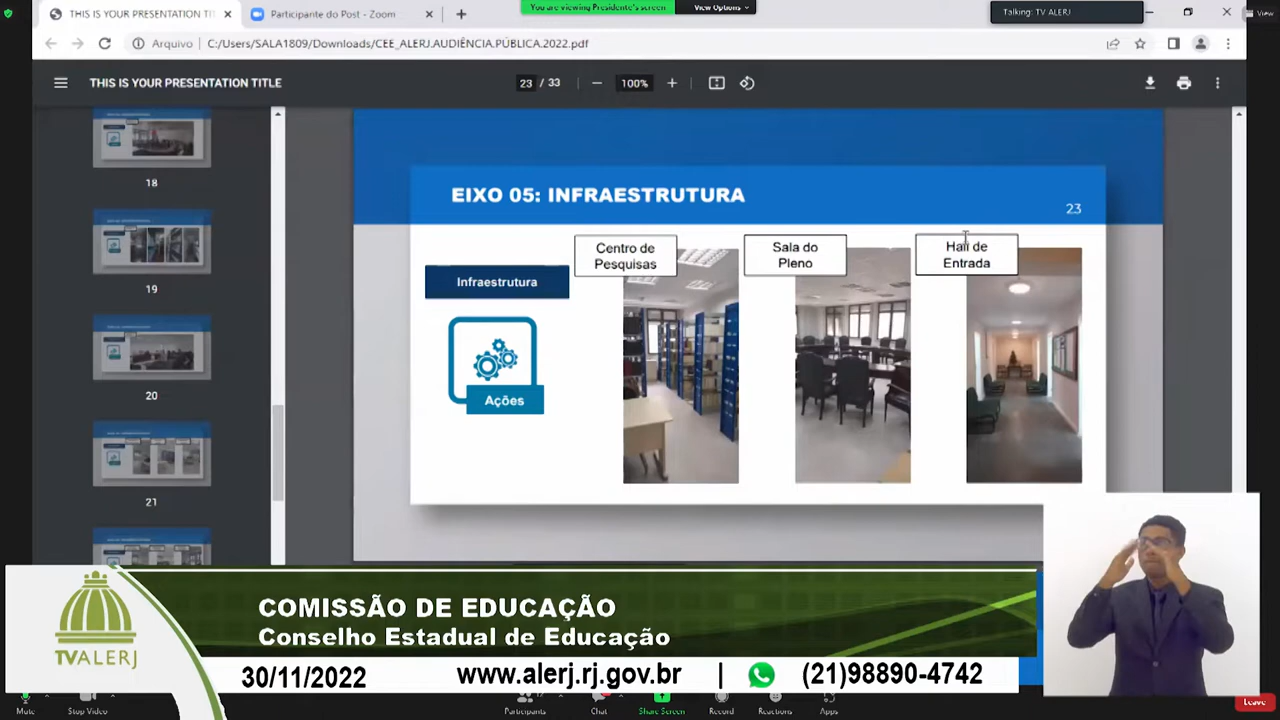 THIS IS YOUR PRESENTATION TIT
Participante do Post - Zoom
You are viewing Presidente's screen
View Options
Talking: TV ALERJ
View
Arquivo
C:/Users/SALA1809/Downloads/CEE_ALERJ.AUDIÊNCIA.PÚBLICA.2022.pdf
THIS IS YOUR PRESENTATION TITLE
23 / 33
100%
18
19
20
21
EIXO 05: INFRAESTRUTURA
23
Infraestrutura
Ações
Centro de
Pesquisas
Sala do
Pleno
Hall de
Entrada
TVALERJ
COMISSÃO DE EDUCAÇÃO
Conselho Estadual de Educação
30/11/2022
www.alerj.rj.gov.br | (21)98890-4742
Mute
Stop Video
Participants
Chat
Share Screen
Record
Reactions
Apps
Leave